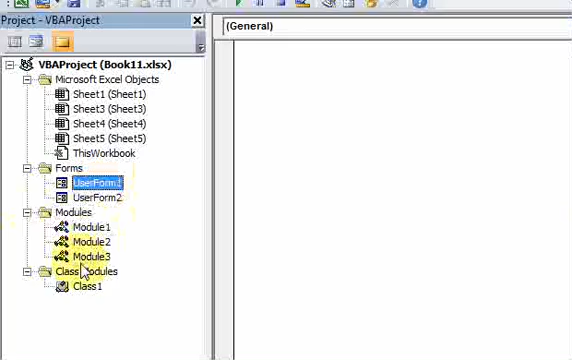 Project - VBAProject
(General)
VBAProject (Book11.xlsx)
Microsoft Excel Objects
Sheet1 (Sheet1)
Sheet3 (Sheet3)
Sheet4 (Sheet4)
Sheet5 (Sheet5)
ThisWorkbook
Forms
UserForm1
UserForm2
Modules
Module1
Module2
Module3
Class Modules
Class1